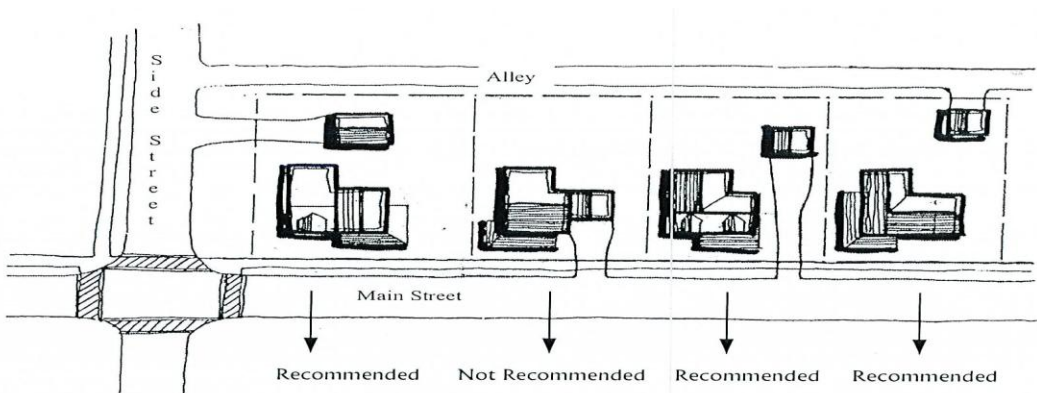 Side Street
Alley
Main Street
Recommended
Not Recommended
Recommended
Recommended